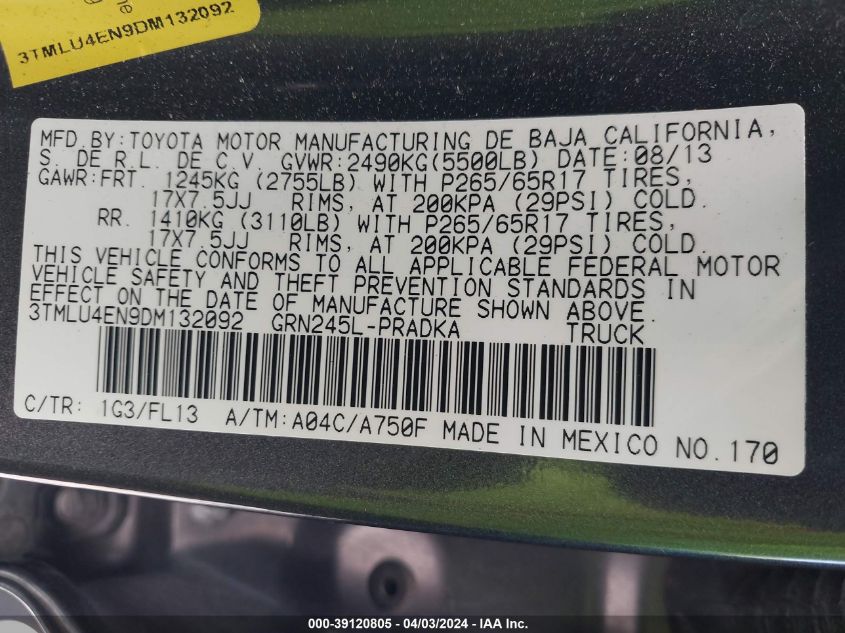 3TMLU4EN9DM132092
MFD.BY:TOYOTA MOTOR MANUFACTURING DE BAJA CALIFORNIA,
S. DE R.L. DE C.V. GVWR:2490KG(5500LB) DATE:08/13
GAWR:FRT. 1245KG (2755LB) WITH P265/65R17 TIRES,
17X7.5JJ RIMS, AT 200KPA (29PSI) COLD.
RR. 1410KG (3110LB) WITH P265/65R17 TIRES,
17X7.5JJ RIMS, AT 200KPA (29PSI) COLD.
THIS VEHICLE CONFORMS TO ALL APPLICABLE FEDERAL MOTOR
VEHICLE SAFETY AND THEFT PREVENTION STANDARDS IN
EFFECT ON THE DATE OF MANUFACTURE SHOWN ABOVE.
3TMLU4EN9DM132092 GRN245L-PRADKA TRUCK
C/TR: 1G3/FL13 A/TM:A04C/A750F MADE IN MEXICO NO.170
000-39120805 - 04/03/2024 - IAA Inc.